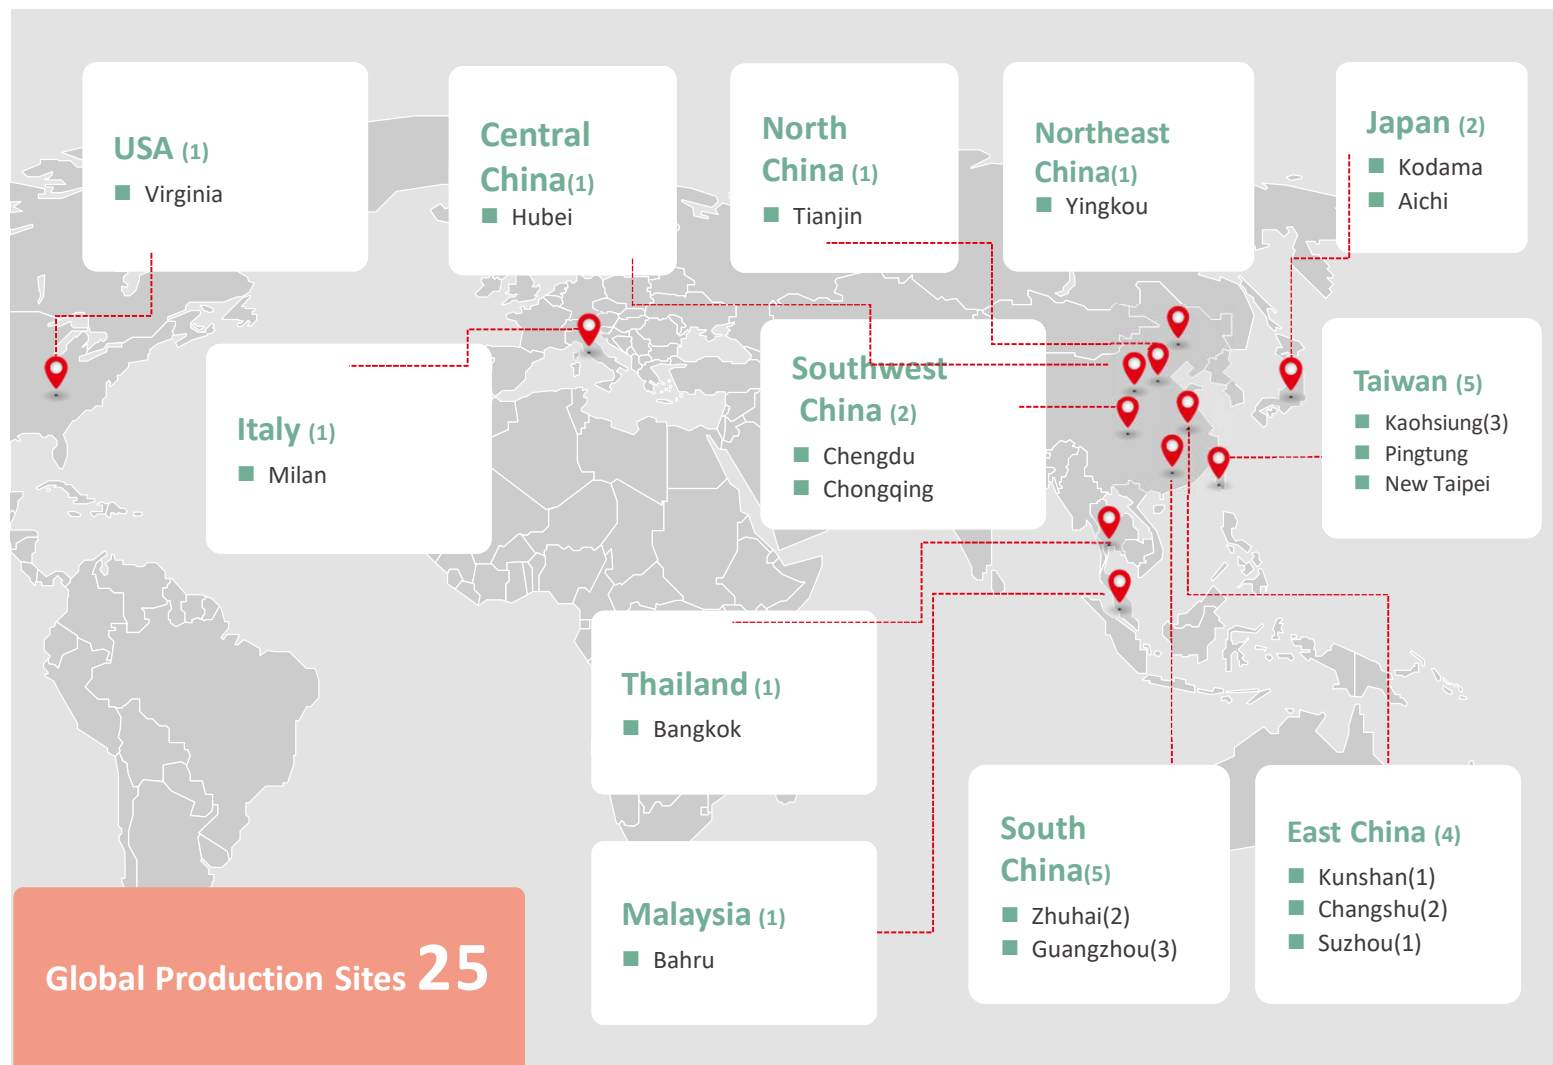 USA (1)
Virginia
Central
China(1)
Hubei
North
China (1)
Tianjin
Northeast
China(1)
Yingkou
Japan (2)
Kodama
Aichi
Italy (1)
Milan
Southwest
China (2)
Chengdu
Chongqing
Taiwan (5)
Kaohsiung(3)
Pingtung
New Taipei
Thailand (1)
Bangkok
Malaysia (1)
Bahru
South
China(5)
Zhuhai(2)
Guangzhou(3)
East China (4)
Kunshan(1)
Changshu(2)
Suzhou(1)
Global Production Sites 25